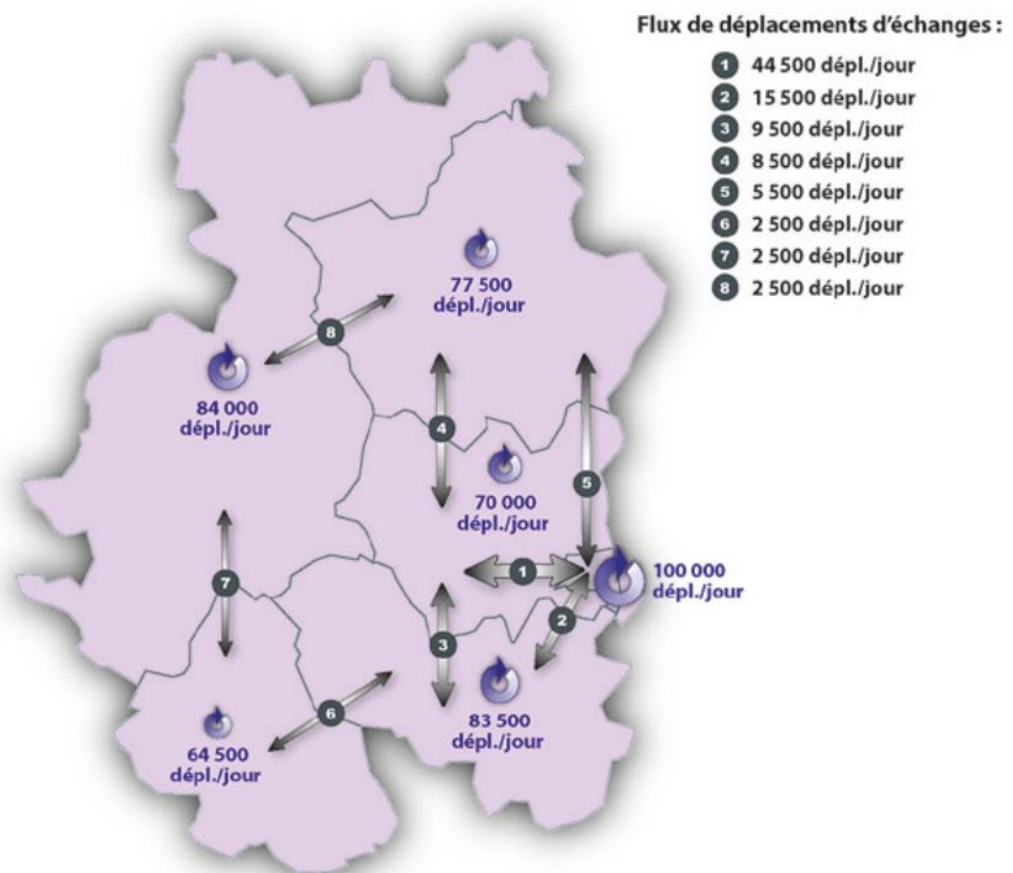 Flux de déplacements d'échanges :
1 44 500 dépl./jour
2 15 500 dépl./jour
3 9 500 dépl./jour
4 8 500 dépl./jour
5 5 500 dépl./jour
6 2 500 dépl./jour
7 2 500 dépl./jour
8 2 500 dépl./jour
77 500
dépl./jour
8
84 000
dépl./jour
4
70 000
dépl./jour
5
1
100 000
dépl./jour
7
2
3
83 500
dépl./jour
6
64 500
dépl./jour